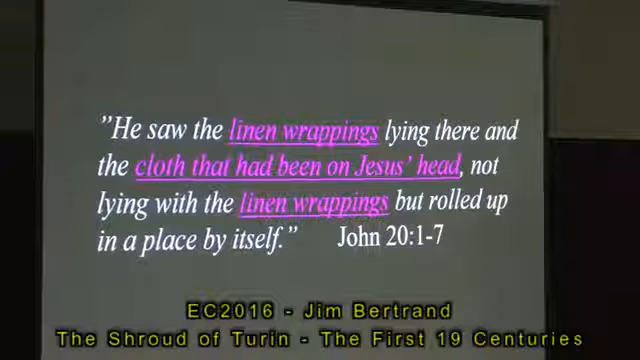 ”He saw the linen wrappings lying there and
the cloth that had been on Jesus’ head, not
lying with the linen wrappings but rolled up
in a place by itself.” John 20:1-7
EC2016 - Jim Bertrand
The Shroud of Turin - The First 19 Centuries